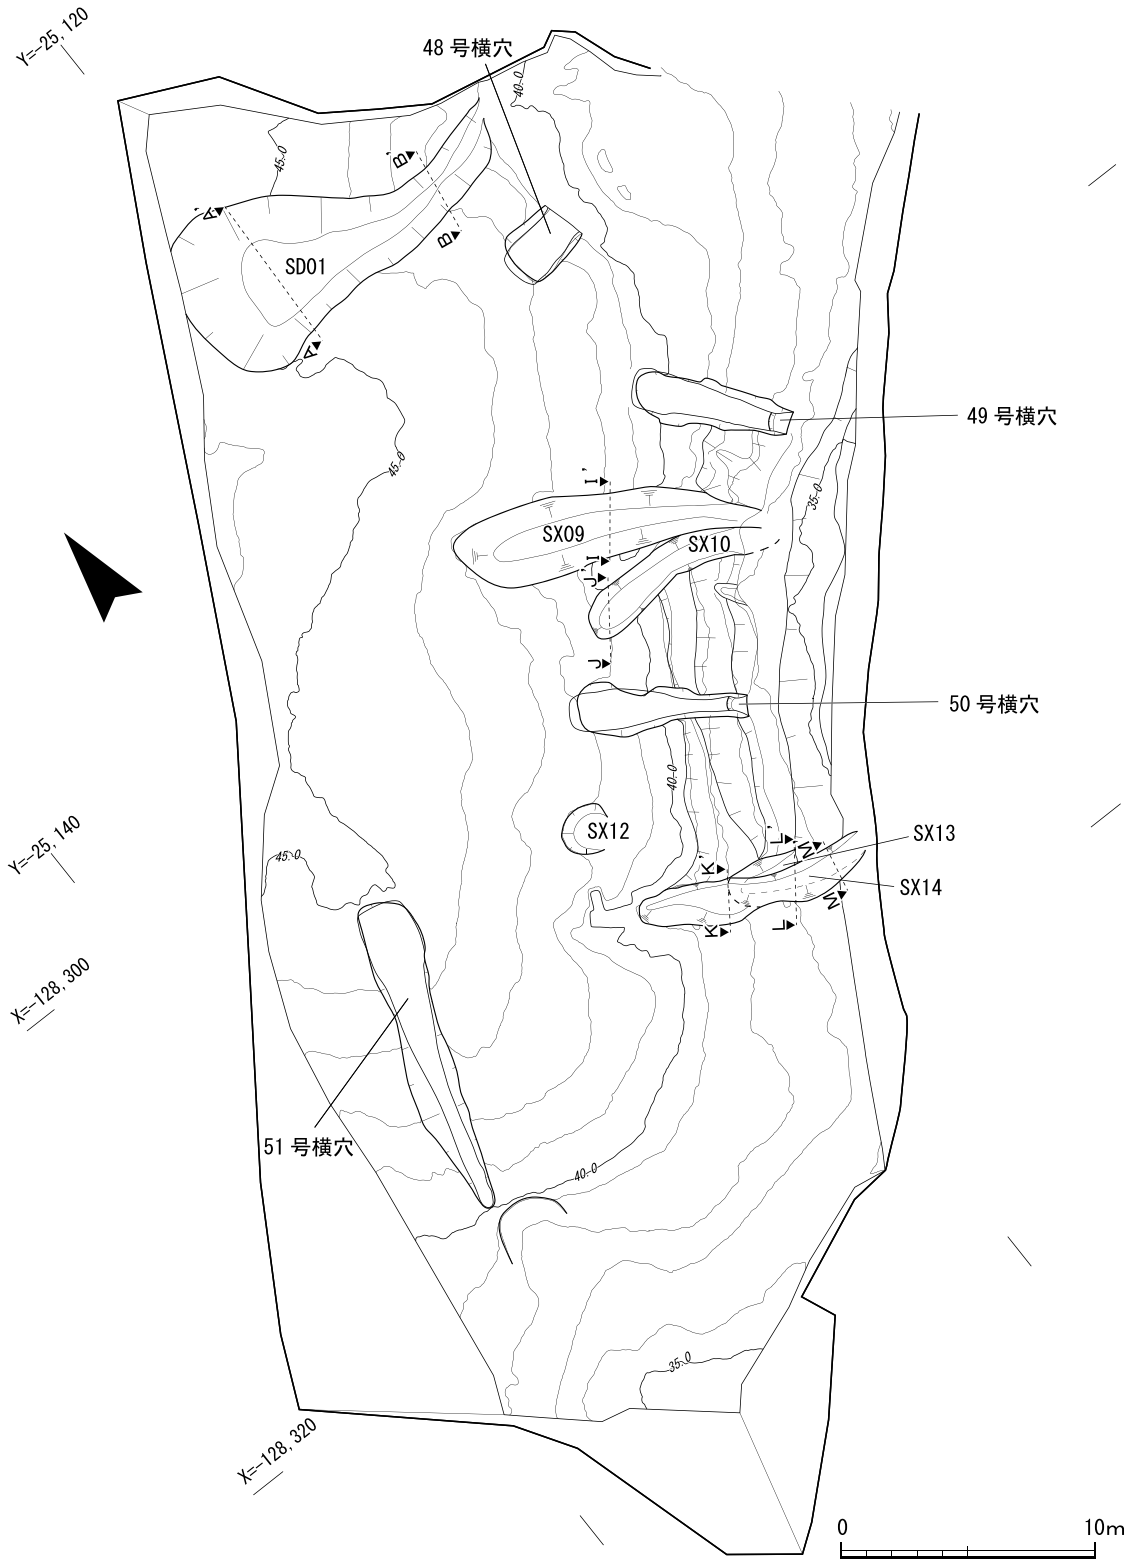 Y=-25,120
48 号横穴
40.0
45.0
B'
A'
B
SD01
A
45.0
49 号横穴
I'
35.0
SX09
SX10
I
J'
J
50 号横穴
40.0
Y=-25,140
SX12
L'
SX13
M'
45.0
K'
SX14
M
L
K
X=-128,300
51 号横穴
40.0
35.0
X=-128,320
0
10m